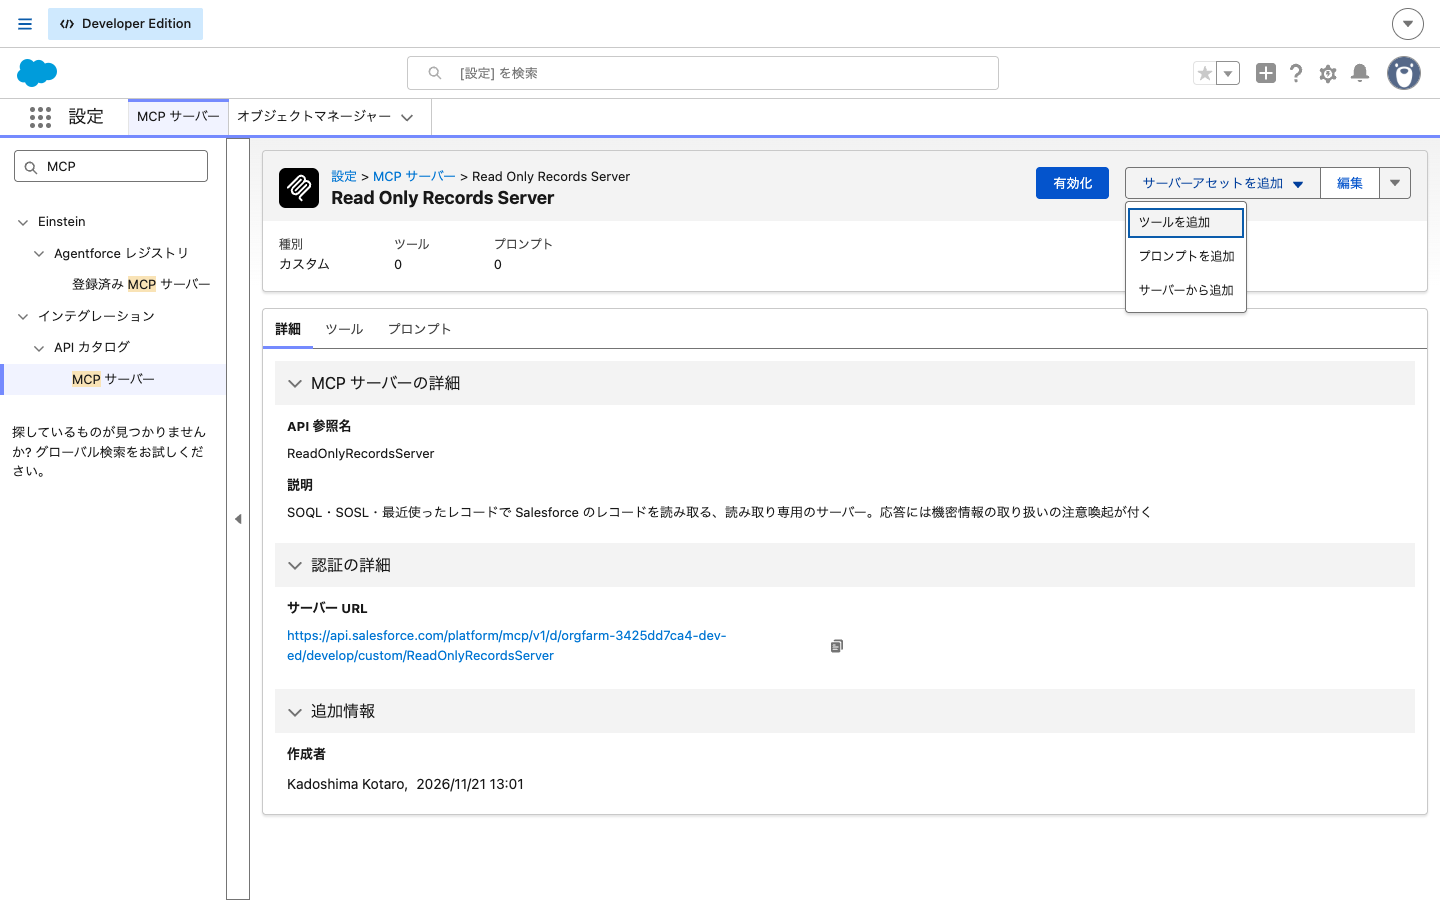 Developer Edition
[設定] を検索
設定
MCP サーバー
オブジェクトマネージャー
MCP
Einstein
Agentforce レジストリ
登録済み MCP サーバー
インテグレーション
API カタログ
MCP サーバー
探しているものが見つかりませんか? グローバル検索をお試しください。
設定 > MCP サーバー > Read Only Records Server
Read Only Records Server
有効化
サーバーアセットを追加
編集
ツールを追加
プロンプトを追加
サーバーから追加
種別
カスタム
ツール
0
プロンプト
0
詳細
ツール
プロンプト
MCP サーバーの詳細
API 参照名
ReadOnlyRecordsServer
説明
SOQL・SOSL・最近使ったレコードで Salesforce のレコードを読み取る、読み取り専用のサーバー。応答には機密情報の取り扱いの注意喚起が付く
認証の詳細
サーバー URL
https://api.salesforce.com/platform/mcp/v1/d/orgfarm-3425dd7ca4-dev-
ed/develop/custom/ReadOnlyRecordsServer
追加情報
作成者
Kadoshima Kotaro, 2026/11/21 13:01